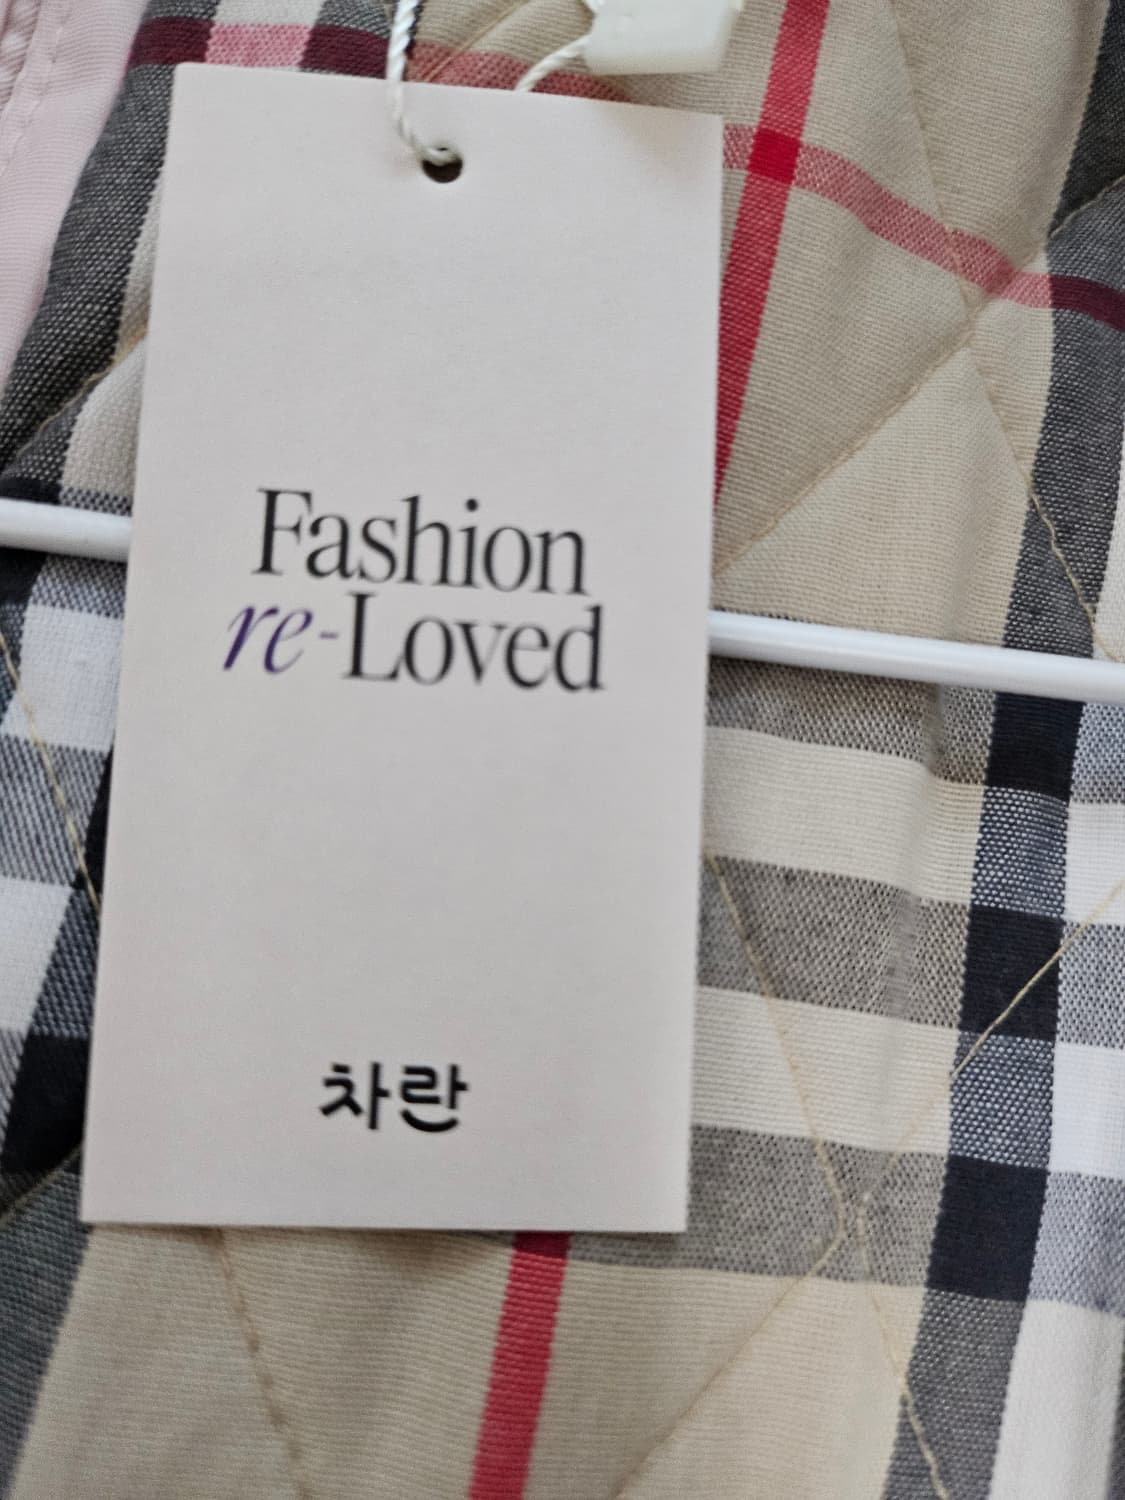 Fashion
re-Loved
차란